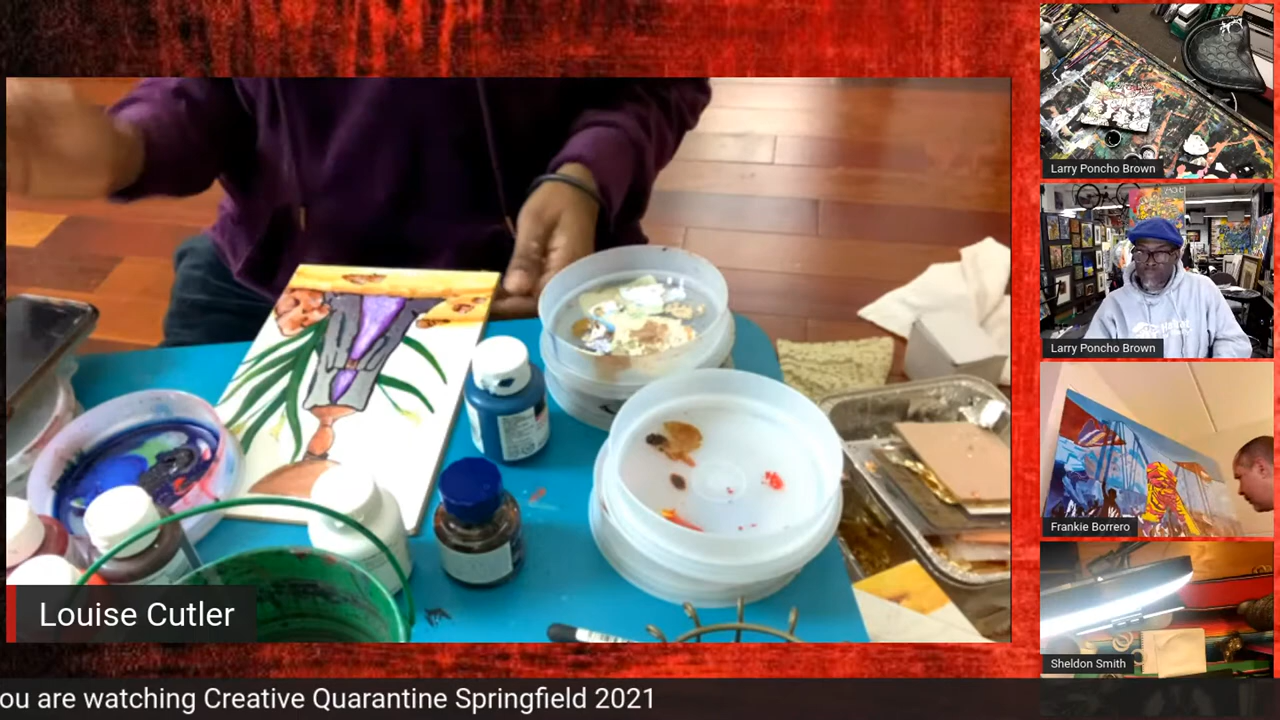 Larry Poncho Brown
Larry Poncho Brown
Frankie Borrero
Sheldon Smith
Louise Cutler
ou are watching Creative Quarantine Springfield 2021